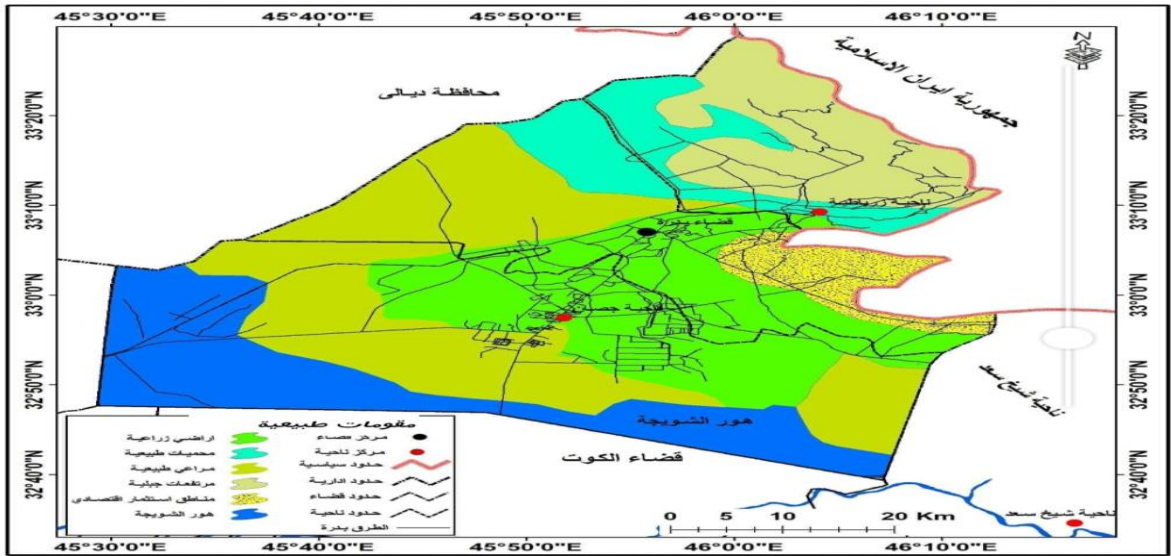 45°30'0"E 45°40'0"E 45°50'0"E 46°0'0"E 46°10'0"E
N
جمهورية ايران الاسلامية
محافظة ديالى
33°20'0"N 33°20'0"N
33°10'0"N 33°10'0"N
ناحية زرباطية
قضاء بدرة
33°0'0"N 33°0'0"N
ناحية جصان
32°50'0"N 32°50'0"N
ناحية شيخ سعد
هور الشويجة
قضاء الكوت
32°40'0"N 32°40'0"N
مقومات طبيعية
مركز قضاء اراضي زراعية
مركز ناحية محميات طبيعية
حدود سياسية مراعي طبيعية
حدود ادارية مرتفعات جبلية
حدود قضاء مناطق استثمار اقتصادي
حدود ناحية هور الشويجة
الطرق بدرة
0 5 10 20 Km
ناحية شيخ سعد
45°30'0"E 45°40'0"E 45°50'0"E 46°0'0"E 46°10'0"E